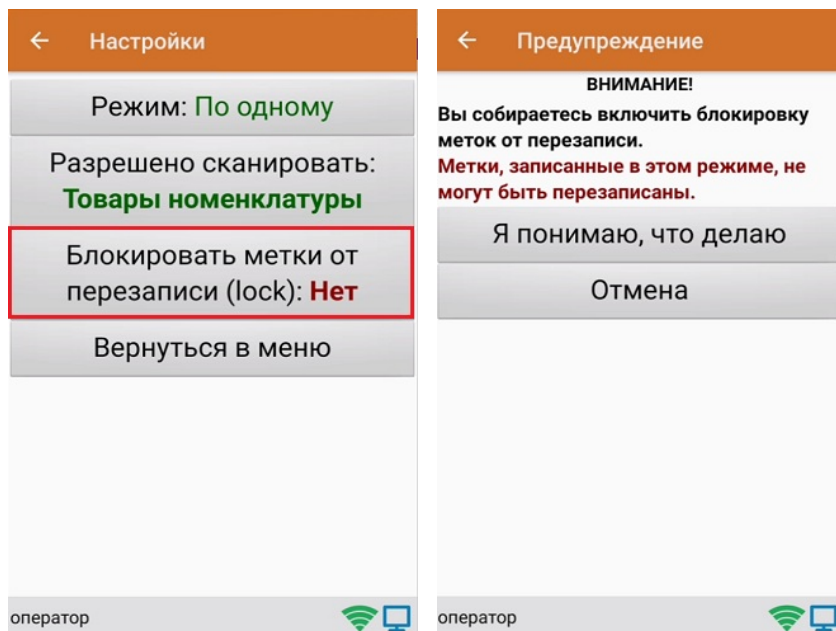 Настройки
Режим: По одному
Разрешено сканировать:
Товары номенклатуры
Блокировать метки от
перезаписи (lock): Нет
Вернуться в меню
оператор
Предупреждение
ВНИМАНИЕ!
Вы собираетесь включить блокировку
меток от перезаписи.
Метки, записанные в этом режиме, не
могут быть перезаписаны.
Я понимаю, что делаю
Отмена
оператор